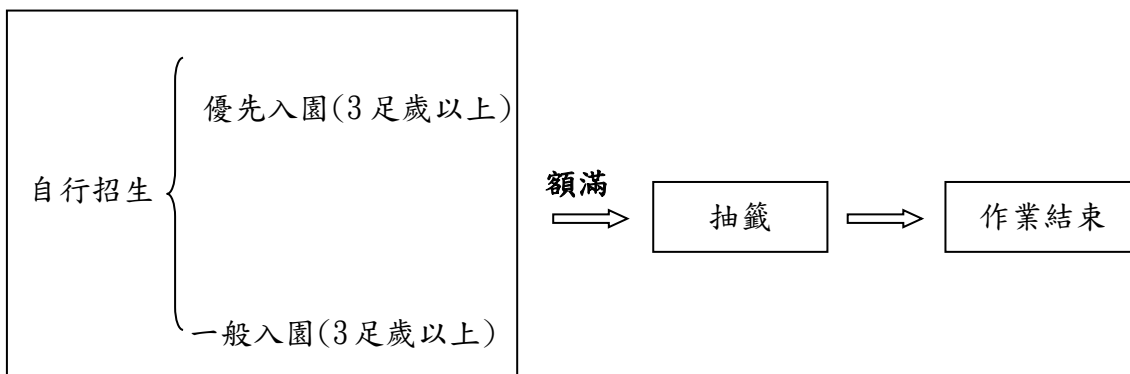 優先入園(3足歲以上)
自行招生
一般入園(3足歲以上)
額滿
抽籤
作業結束